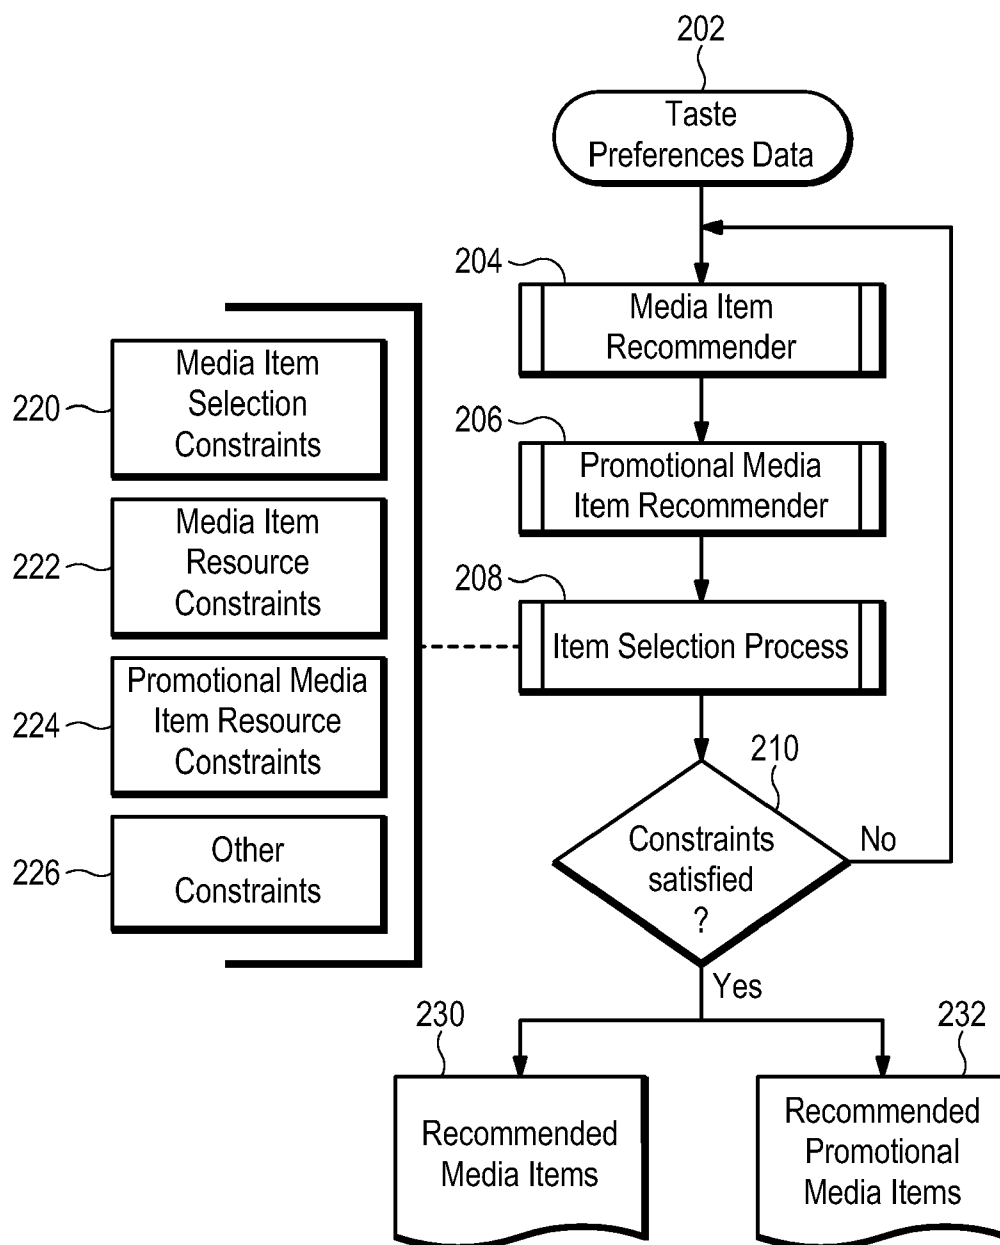 202
Taste
Preferences Data
204
Media Item
Recommender
220
Media Item
Selection
Constraints
206
Promotional Media
Item Recommender
222
Media Item
Resource
Constraints
208
Item Selection Process
224
Promotional Media
Item Resource
Constraints
210
Constraints
satisfied
?
No
226
Other
Constraints
Yes
230
Recommended
Media Items
232
Recommended
Promotional
Media Items